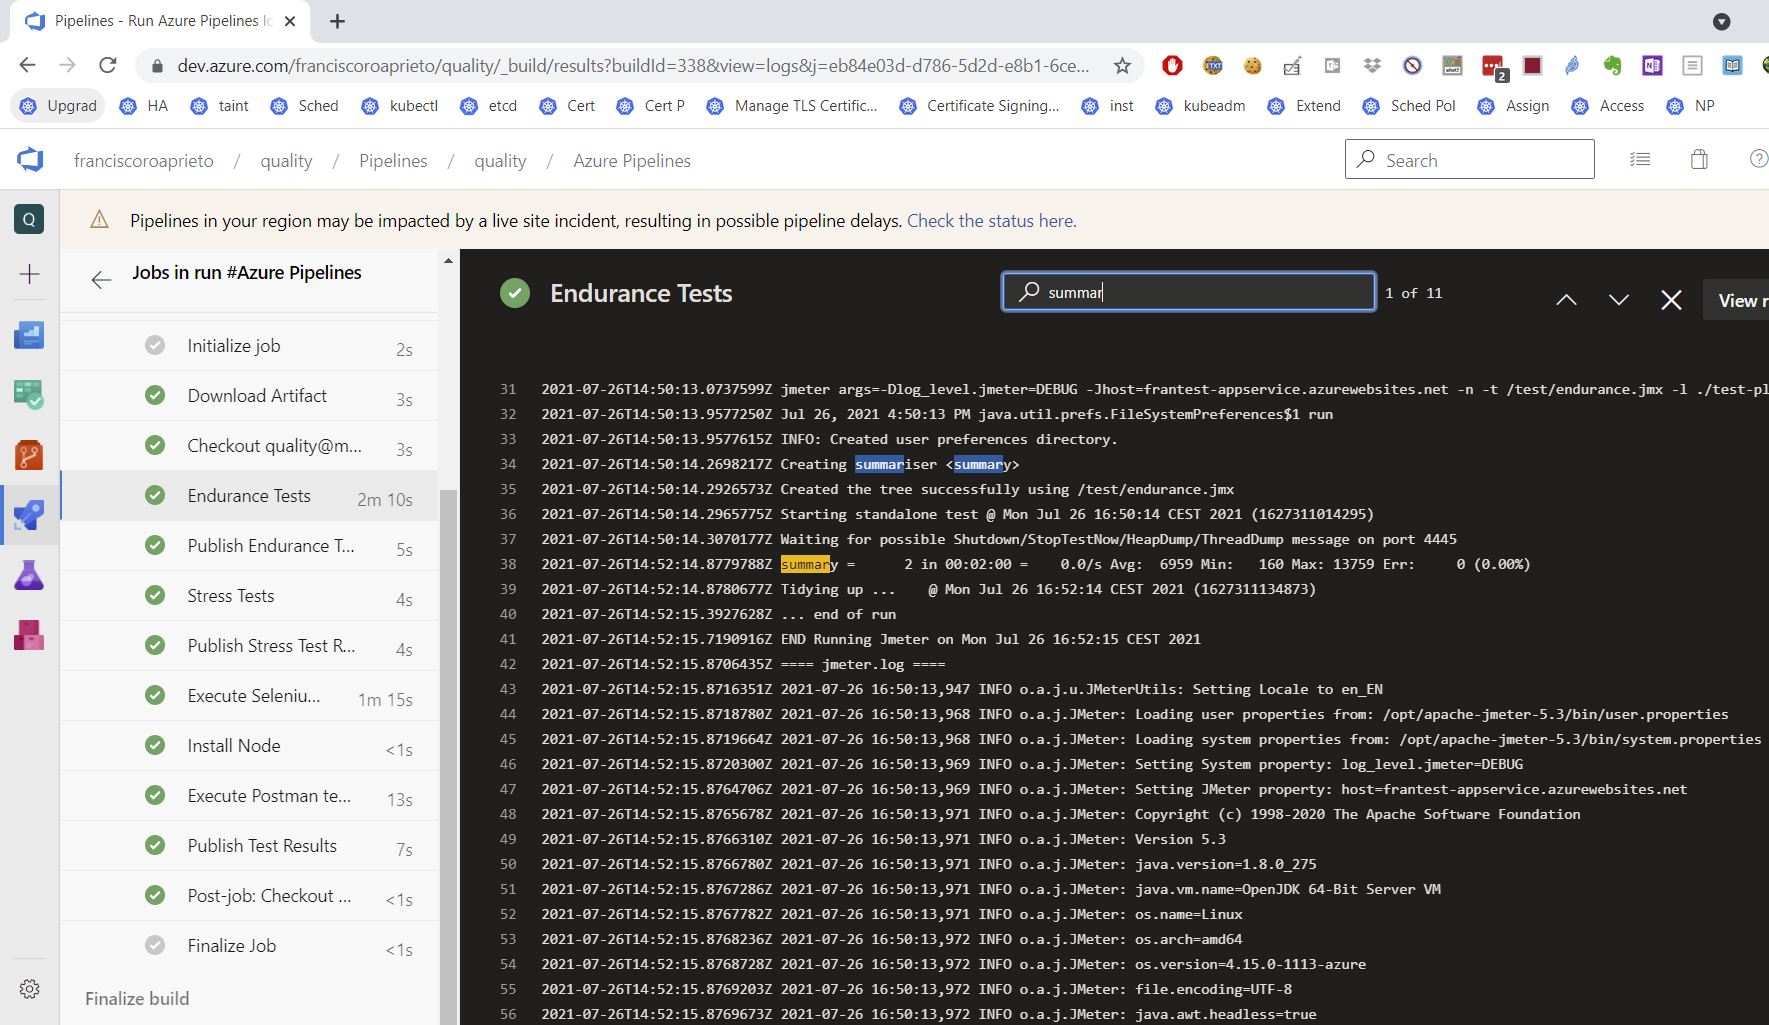 Pipelines - Run Azure Pipelines lo
dev.azure.com/franciscoroaprieto/quality/_build/results?buildId=338&view=logs&j=eb84e03d-d786-5d2d-e8b1-6ce...
TXT
what?
2
Upgrad HA taint Sched kubectl etcd Cert Cert P Manage TLS Certific... Certificate Signing... inst kubeadm Extend Sched Pol Assign Access NP
franciscoroaprieto / quality / Pipelines / quality / Azure Pipelines
Search
Q
Pipelines in your region may be impacted by a live site incident, resulting in possible pipeline delays. Check the status here.
Jobs in run #Azure Pipelines
Initialize job 2s
Download Artifact 3s
Checkout quality@m... 3s
Endurance Tests 2m 10s
Publish Endurance T... 5s
Stress Tests 4s
Publish Stress Test R... 4s
Execute Seleniu... 1m 15s
Install Node <1s
Execute Postman te... 13s
Publish Test Results 7s
Post-job: Checkout ... <1s
Finalize Job <1s
Finalize build
Endurance Tests
summar
1 of 11
View r
31 2021-07-26T14:50:13.0737599Z jmeter args=-Dlog_level.jmeter=DEBUG -Jhost=frantest-appservice.azurewebsites.net -n -t /test/endurance.jmx -l ./test-pl
32 2021-07-26T14:50:13.9577250Z Jul 26, 2021 4:50:13 PM java.util.prefs.FileSystemPreferences$1 run
33 2021-07-26T14:50:13.9577615Z INFO: Created user preferences directory.
34 2021-07-26T14:50:14.2698217Z Creating summariser <summary>
35 2021-07-26T14:50:14.2926573Z Created the tree successfully using /test/endurance.jmx
36 2021-07-26T14:50:14.2965775Z Starting standalone test @ Mon Jul 26 16:50:14 CEST 2021 (1627311014295)
37 2021-07-26T14:50:14.3070177Z Waiting for possible Shutdown/StopTestNow/HeapDump/ThreadDump message on port 4445
38 2021-07-26T14:52:14.8779788Z summary = 2 in 00:02:00 = 0.0/s Avg: 6959 Min: 160 Max: 13759 Err: 0 (0.00%)
39 2021-07-26T14:52:14.8780677Z Tidying up ... @ Mon Jul 26 16:52:14 CEST 2021 (1627311134873)
40 2021-07-26T14:52:15.3927628Z ... end of run
41 2021-07-26T14:52:15.7190916Z END Running Jmeter on Mon Jul 26 16:52:15 CEST 2021
42 2021-07-26T14:52:15.8706435Z ==== jmeter.log ====
43 2021-07-26T14:52:15.8716351Z 2021-07-26 16:50:13,947 INFO o.a.j.u.JMeterUtils: Setting Locale to en_EN
44 2021-07-26T14:52:15.8718780Z 2021-07-26 16:50:13,968 INFO o.a.j.JMeter: Loading user properties from: /opt/apache-jmeter-5.3/bin/user.properties
45 2021-07-26T14:52:15.8719664Z 2021-07-26 16:50:13,968 INFO o.a.j.JMeter: Loading system properties from: /opt/apache-jmeter-5.3/bin/system.properties
46 2021-07-26T14:52:15.8720300Z 2021-07-26 16:50:13,969 INFO o.a.j.JMeter: Setting System property: log_level.jmeter=DEBUG
47 2021-07-26T14:52:15.8764706Z 2021-07-26 16:50:13,969 INFO o.a.j.JMeter: Setting JMeter property: host=frantest-appservice.azurewebsites.net
48 2021-07-26T14:52:15.8765678Z 2021-07-26 16:50:13,971 INFO o.a.j.JMeter: Copyright (c) 1998-2020 The Apache Software Foundation
49 2021-07-26T14:52:15.8766310Z 2021-07-26 16:50:13,971 INFO o.a.j.JMeter: Version 5.3
50 2021-07-26T14:52:15.8766780Z 2021-07-26 16:50:13,971 INFO o.a.j.JMeter: java.version=1.8.0_275
51 2021-07-26T14:52:15.8767286Z 2021-07-26 16:50:13,971 INFO o.a.j.JMeter: java.vm.name=OpenJDK 64-Bit Server VM
52 2021-07-26T14:52:15.8767782Z 2021-07-26 16:50:13,971 INFO o.a.j.JMeter: os.name=Linux
53 2021-07-26T14:52:15.8768236Z 2021-07-26 16:50:13,972 INFO o.a.j.JMeter: os.arch=amd64
54 2021-07-26T14:52:15.8768728Z 2021-07-26 16:50:13,972 INFO o.a.j.JMeter: os.version=4.15.0-1113-azure
55 2021-07-26T14:52:15.8769203Z 2021-07-26 16:50:13,972 INFO o.a.j.JMeter: file.encoding=UTF-8
56 2021-07-26T14:52:15.8769673Z 2021-07-26 16:50:13,972 INFO o.a.j.JMeter: java.awt.headless=true